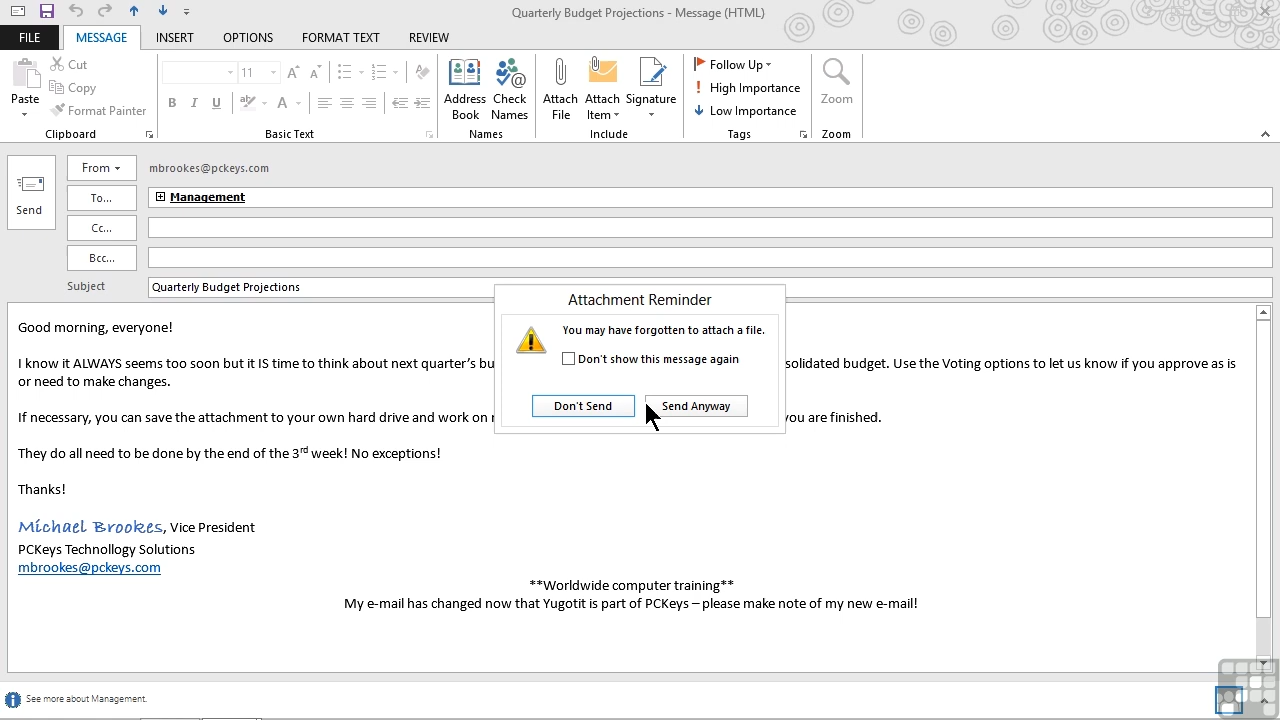 Quarterly Budget Projections - Message (HTML)
FILE MESSAGE INSERT OPTIONS FORMAT TEXT REVIEW
Paste
Cut
Copy
Format Painter
Clipboard
11
B I U ab A
Basic Text
Address Book
Check Names
Names
Attach File
Attach Item
Signature
Include
Follow Up
High Importance
Low Importance
Tags
Zoom
Zoom
Send
From mbrookes@pckeys.com
To... Management
Cc...
Bcc...
Subject Quarterly Budget Projections
Attachment Reminder
You may have forgotten to attach a file.
Don't show this message again
Don't Send Send Anyway
Good morning, everyone!
I know it ALWAYS seems too soon but it IS time to think about next quarter's bu solidated budget. Use the Voting options to let us know if you approve as is
or need to make changes.
If necessary, you can save the attachment to your own hard drive and work on you are finished.
They do all need to be done by the end of the 3rd week! No exceptions!
Thanks!
Michael Brookes, Vice President
PCKeys Technollogy Solutions
mbrookes@pckeys.com
**Worldwide computer training**
My e-mail has changed now that Yugotit is part of PCKeys – please make note of my new e-mail!
See more about Management.